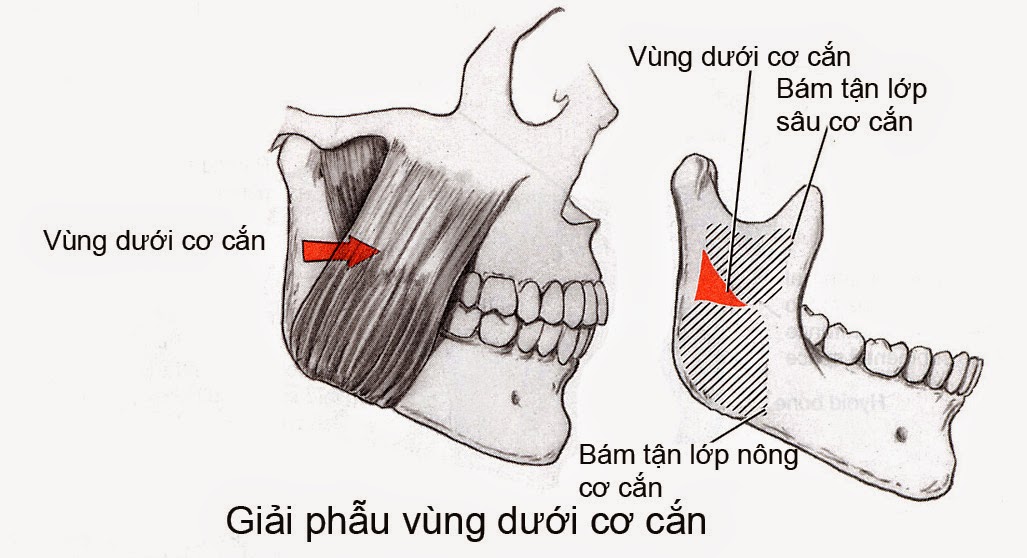 Vùng dưới cơ cắn
Bám tận lớp
sâu cơ cắn
Vùng dưới cơ cắn
Bám tận lớp nông
cơ cắn
Giải phẫu vùng dưới cơ cắn